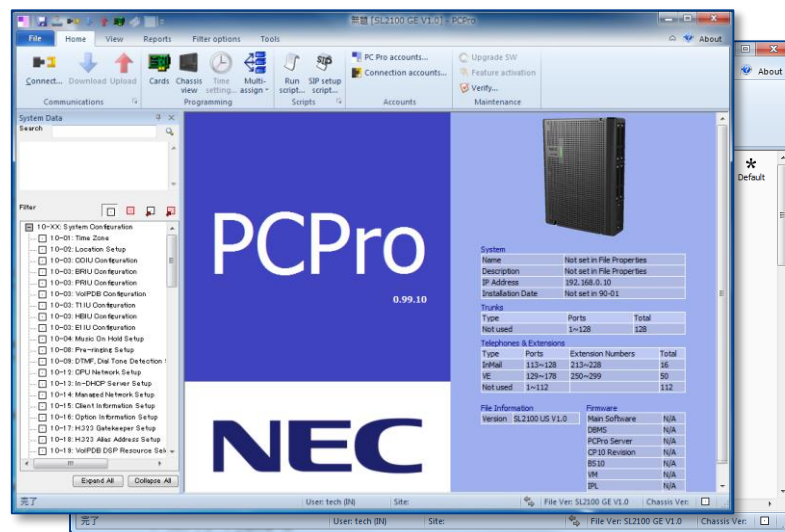 無題 [SL2100 GE V1.0] - PCPro
File Home View Reports Filter options Tools About
Connect... Download Upload Cards Chassis view Time setting... Multi-assign Run script... SIP setup script... PC Pro accounts... Connection accounts... Upgrade SW Feature activation Verify...
Communications Programming Scripts Accounts Maintenance
About
Default
System Data
Search
Filter
10-XX: System Configuration
10-01: Time Zone
10-02: Location Setup
10-03: COIU Configuration
10-03: BRIU Configuration
10-03: PRIU Configuration
10-03: VoIPDB Configuration
10-03: T1IU Configuration
10-03: HBIU Configuration
10-03: E1IU Configuration
10-04: Music On Hold Setup
10-08: Pre-ringing Setup
10-09: DTMF, Dial Tone Detection
10-12: CPU Network Setup
10-13: In-DHCP Server Setup
10-14: Managed Network Setup
10-15: Client Information Setup
10-16: Option Information Setup
10-17: H.323 Gatekeeper Setup
10-18: H.323 Alias Address Setup
10-19: VoIPDB DSP Resource Sele
Expand All Collapse All
PCPro
0.99.10
NEC
System
Name Not set in File Properties
Description Not set in File Properties
IP Address 192.168.0.10
Installation Date Not set in 90-01
Trunks
Type Ports Total
Not used 1~128 128
Telephones & Extensions
Type Ports Extension Numbers Total
InMail 113~128 213~228 16
VE 129~178 250~299 50
Not used 1~112 112
File Information
Version SL2100 US V1.0
Firmware
Main Software N/A
DBMS N/A
PCPro Server N/A
CP10 Revision N/A
BS10 N/A
VM N/A
IPL N/A
完了 User: tech (IN) Site: File Ver: SL2100 GE V1.0 Chassis Ver:
完了 User: tech (IN) Site: File Ver: SL2100 GE V1.0 Chassis Ver: